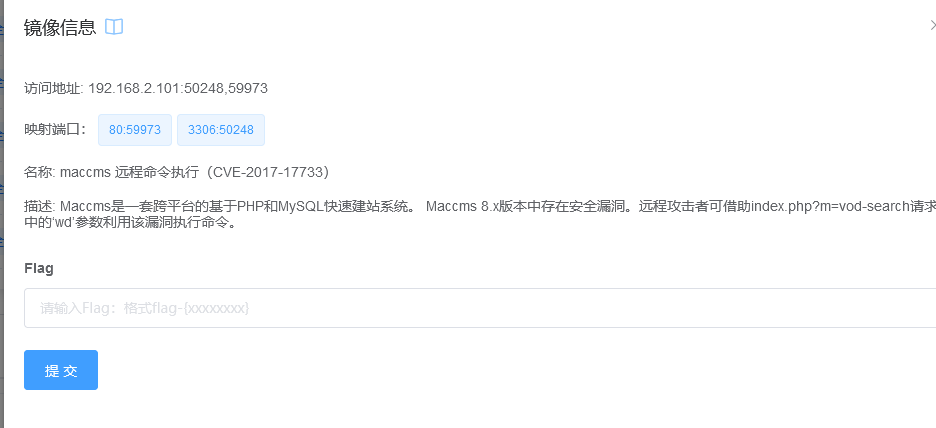 镜像信息
访问地址: 192.168.2.101:50248,59973
映射端口： 80:59973 3306:50248
名称: maccms 远程命令执行（CVE-2017-17733）
描述: Maccms是一套跨平台的基于PHP和MySQL快速建站系统。 Maccms 8.x版本中存在安全漏洞。远程攻击者可借助index.php?m=vod-search请求
中的‘wd’参数利用该漏洞执行命令。
Flag
请输入Flag：格式flag-{xxxxxxxx}
提 交